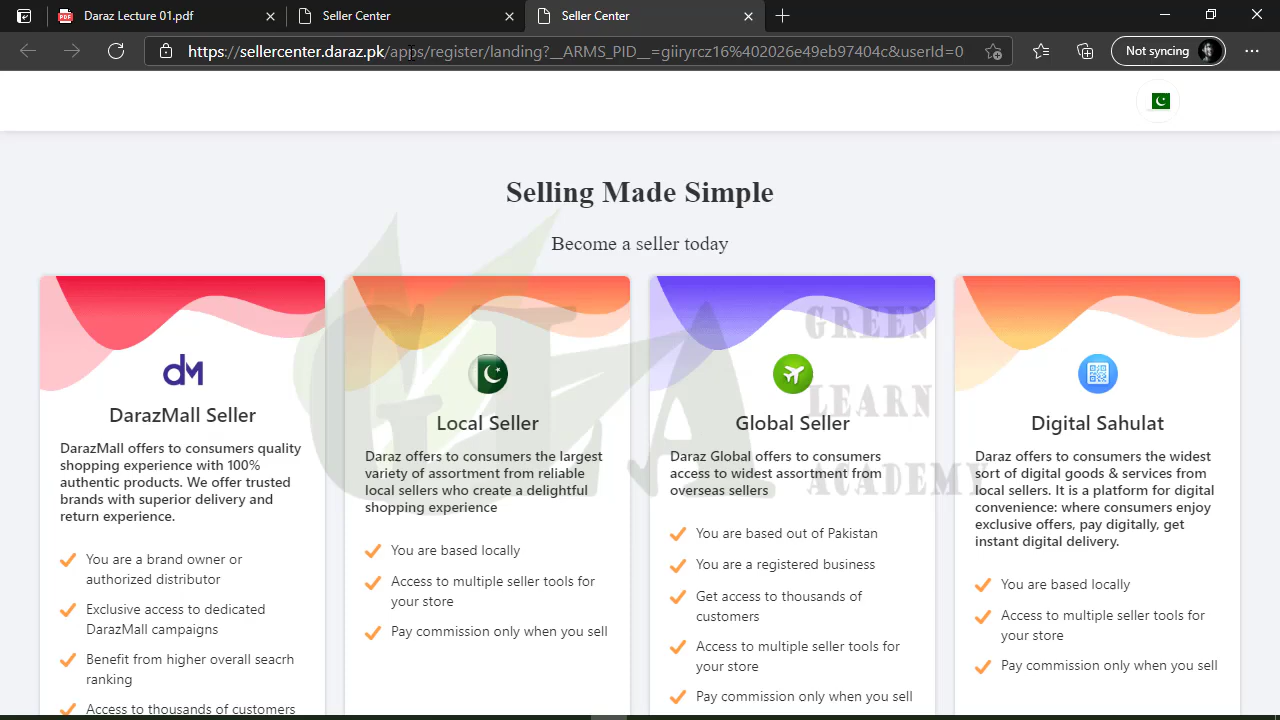 Daraz Lecture 01.pdf
Seller Center
Seller Center
https://sellercenter.daraz.pk/apps/register/landing?__ARMS_PID__=giiryrcz16%402026e49eb97404c&userId=0
Not syncing
Selling Made Simple
Become a seller today
dM
DarazMall Seller
DarazMall offers to consumers quality
shopping experience with 100%
authentic products. We offer trusted
brands with superior delivery and
return experience.
You are a brand owner or
authorized distributor
Exclusive access to dedicated
DarazMall campaigns
Benefit from higher overall seacrh
ranking
Access to thousands of customers
Local Seller
Daraz offers to consumers the largest
variety of assortment from reliable
local sellers who create a delightful
shopping experience
You are based locally
Access to multiple seller tools for
your store
Pay commission only when you sell
Global Seller
Daraz Global offers to consumers
access to widest assortment from
overseas sellers
You are based out of Pakistan
You are a registered business
Get access to thousands of
customers
Access to multiple seller tools for
your store
Pay commission only when you sell
Digital Sahulat
Daraz offers to consumers the widest
sort of digital goods & services from
local sellers. It is a platform for digital
convenience: where consumers enjoy
exclusive offers, pay digitally, get
instant digital delivery.
You are based locally
Access to multiple seller tools for
your store
Pay commission only when you sell
GLA
GREEN
LEARN
ACADEMY